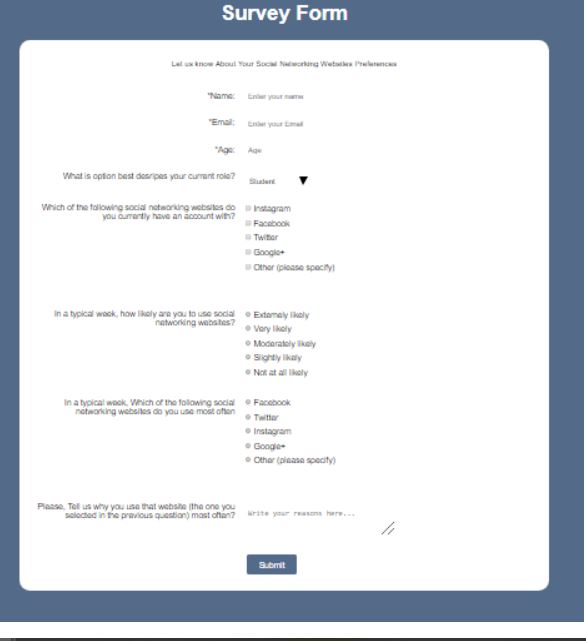 Survey Form
Let us know About Your Social Networking Websites Preferences
*Name: Enter your name
*Email: Enter your Email
*Age: Age
What is option best desripes your current role? Student
Which of the following social networking websites do
you currently have an account with?
Instagram
Facebook
Twitter
Google+
Other (please specify)
In a typical week, how likely are you to use social
networking websites?
Extemely likely
Very likely
Moderately likely
Slightly likely
Not at all likely
In a typical week, Which of the following social
networking websites do you use most often
Facebook
Twitter
Instagram
Google+
Other (please specify)
Please, Tell us why you use that website (the one you
selected in the previous question) most often?
Write your reasons here...
Submit